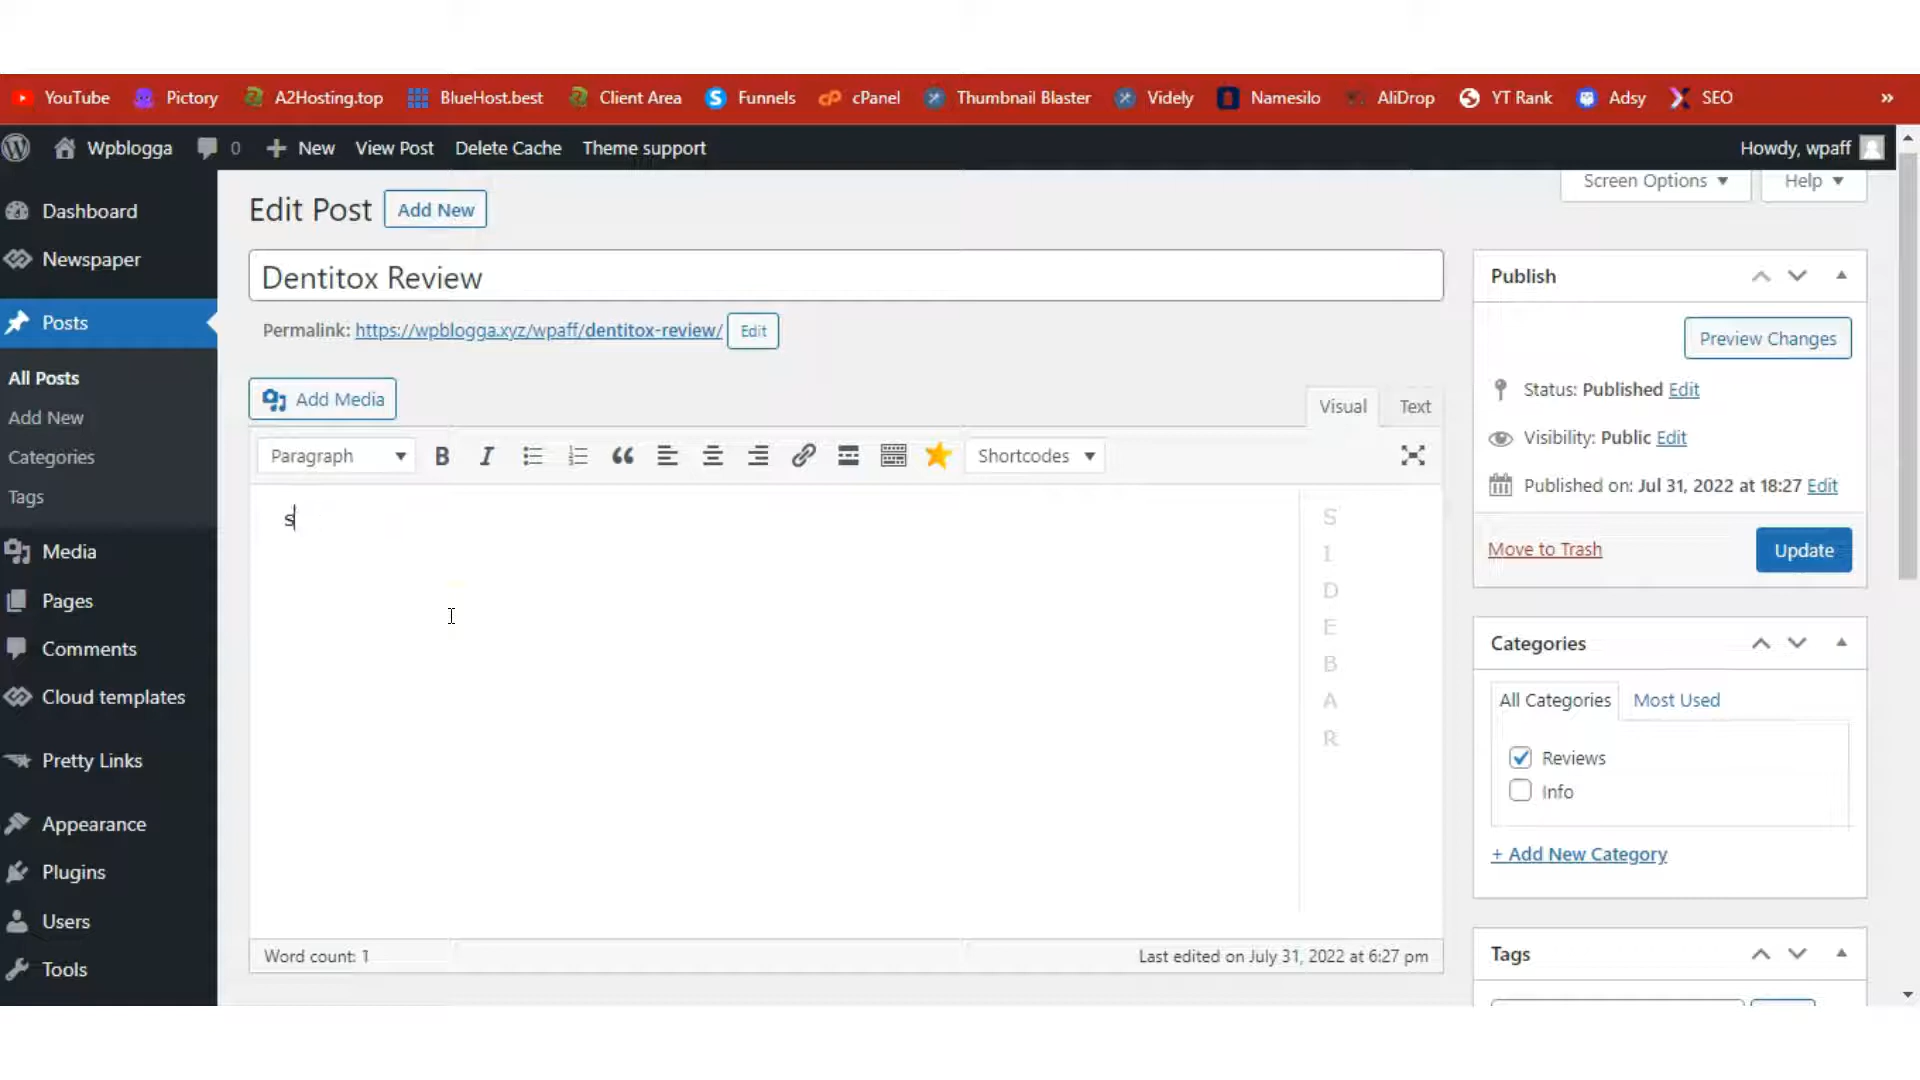 YouTube Pictory A2Hosting.top BlueHost.best Client Area Funnels cPanel Thumbnail Blaster Videly Namesilo AliDrop YT Rank Adsy SEO »
Wpblogga 0 + New View Post Delete Cache Theme support Howdy, wpaff
Screen Options Help
Dashboard
Newspaper
Posts
All Posts
Add New
Categories
Tags
Media
Pages
Comments
Cloud templates
Pretty Links
Appearance
Plugins
Users
Tools
Edit Post Add New
Dentitox Review
Permalink: https://wpblogga.xyz/wpaff/dentitox-review/ Edit
Add Media
Visual Text
Paragraph B I Shortcodes
s
S
I
D
E
B
A
R
Word count: 1 Last edited on July 31, 2022 at 6:27 pm
Publish
Preview Changes
Status: Published Edit
Visibility: Public Edit
Published on: Jul 31, 2022 at 18:27 Edit
Move to Trash Update
Categories
All Categories Most Used
Reviews
Info
+ Add New Category
Tags